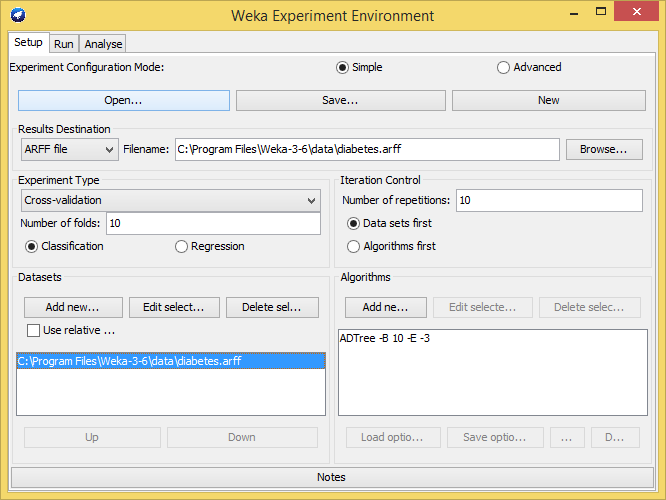 Weka Experiment Environment
Setup Run Analyse
Experiment Configuration Mode: Simple Advanced
Open... Save... New
Results Destination
ARFF file Filename: C:\Program Files\Weka-3-6\data\diabetes.arff Browse...
Experiment Type Iteration Control
Cross-validation Number of repetitions: 10
Number of folds: 10 Data sets first
Classification Regression Algorithms first
Datasets Algorithms
Add new... Edit select... Delete sel... Add ne... Edit selecte... Delete selec...
Use relative ...
C:\Program Files\Weka-3-6\data\diabetes.arff ADTree -B 10 -E -3
Up Down Load optio... Save optio... ... D...
Notes